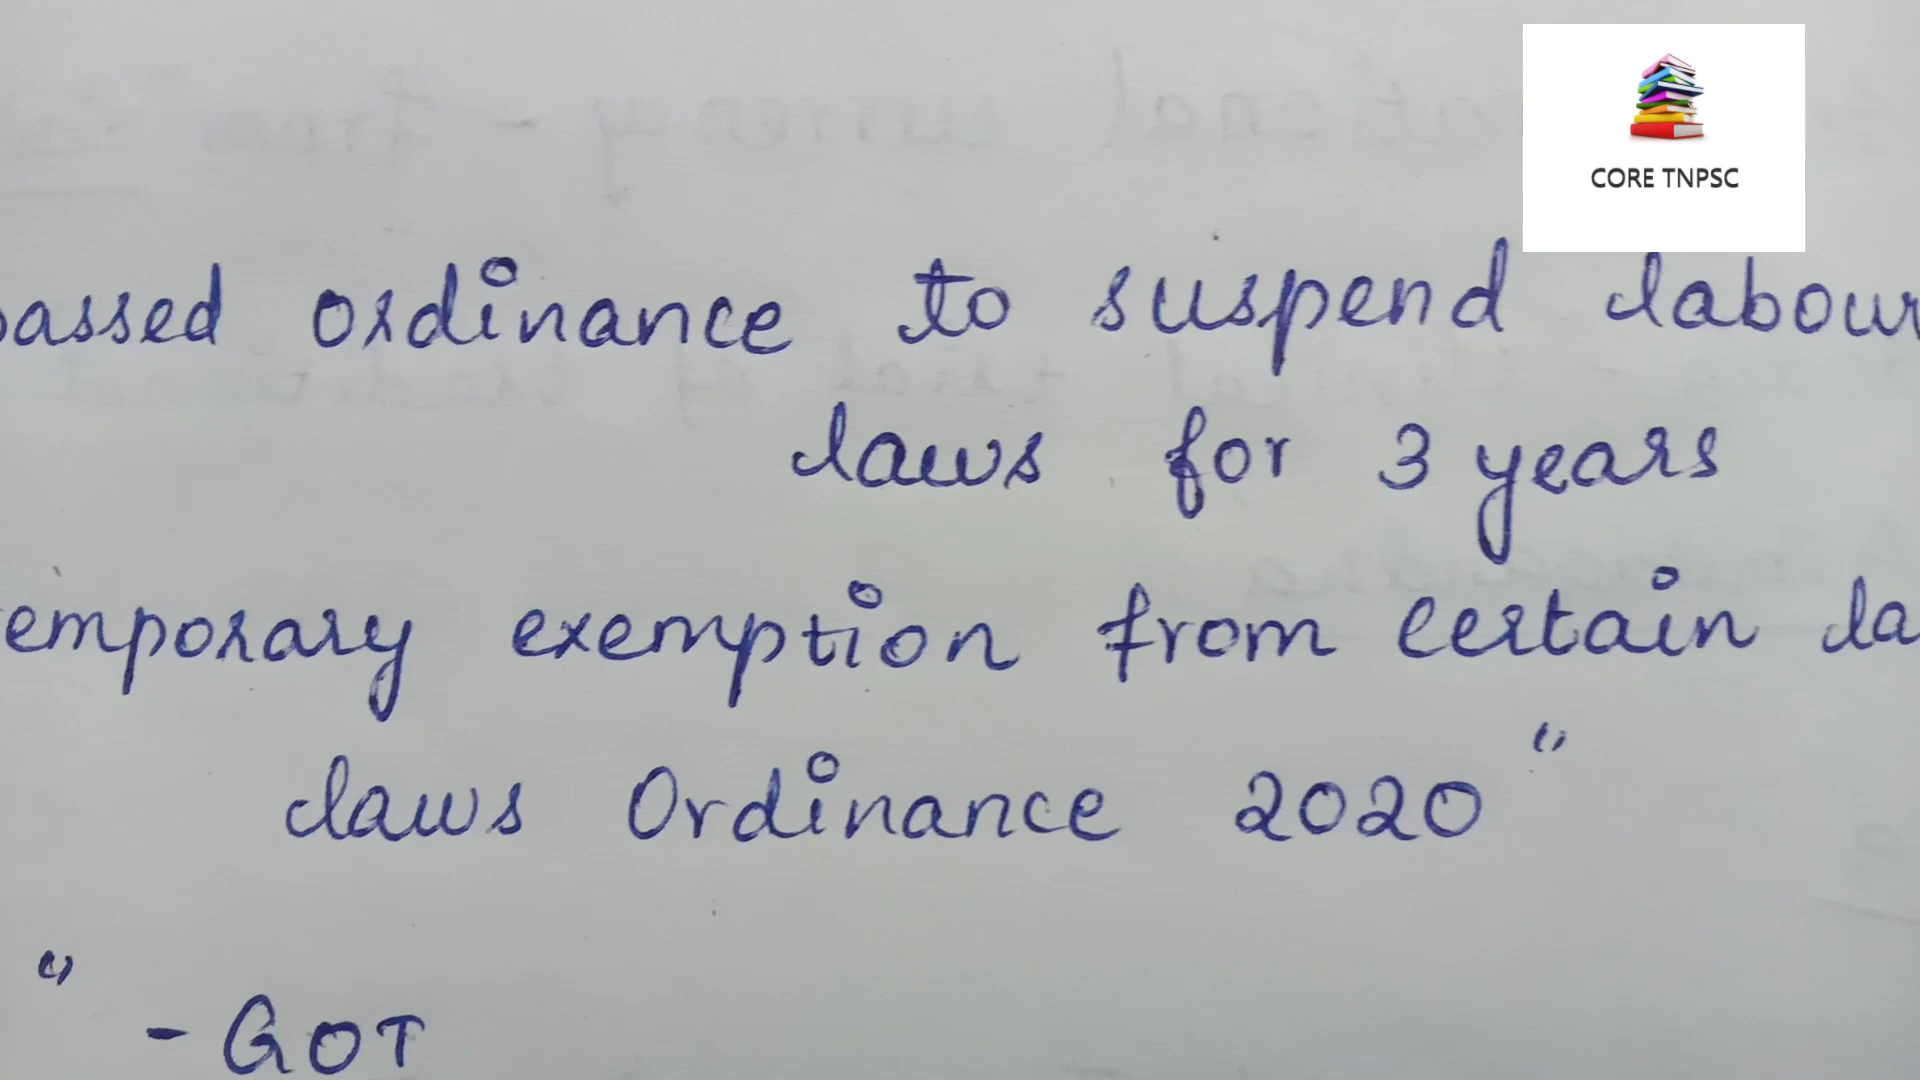 CORE TNPSC
passed ordinance to suspend labour
laws for 3 years
emporary exemption from certain la
laws Ordinance 2020"
" - GOT